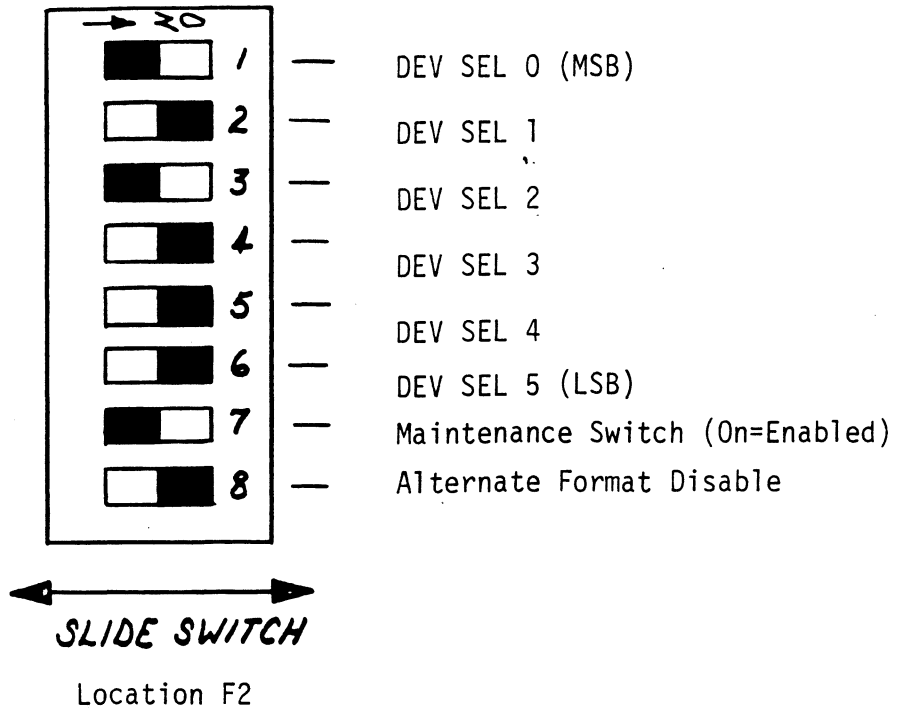 → ON
1 — DEV SEL 0 (MSB)
2 — DEV SEL 1
3 — DEV SEL 2
4 — DEV SEL 3
5 — DEV SEL 4
6 — DEV SEL 5 (LSB)
7 — Maintenance Switch (On=Enabled)
8 — Alternate Format Disable
SLIDE SWITCH
Location F2